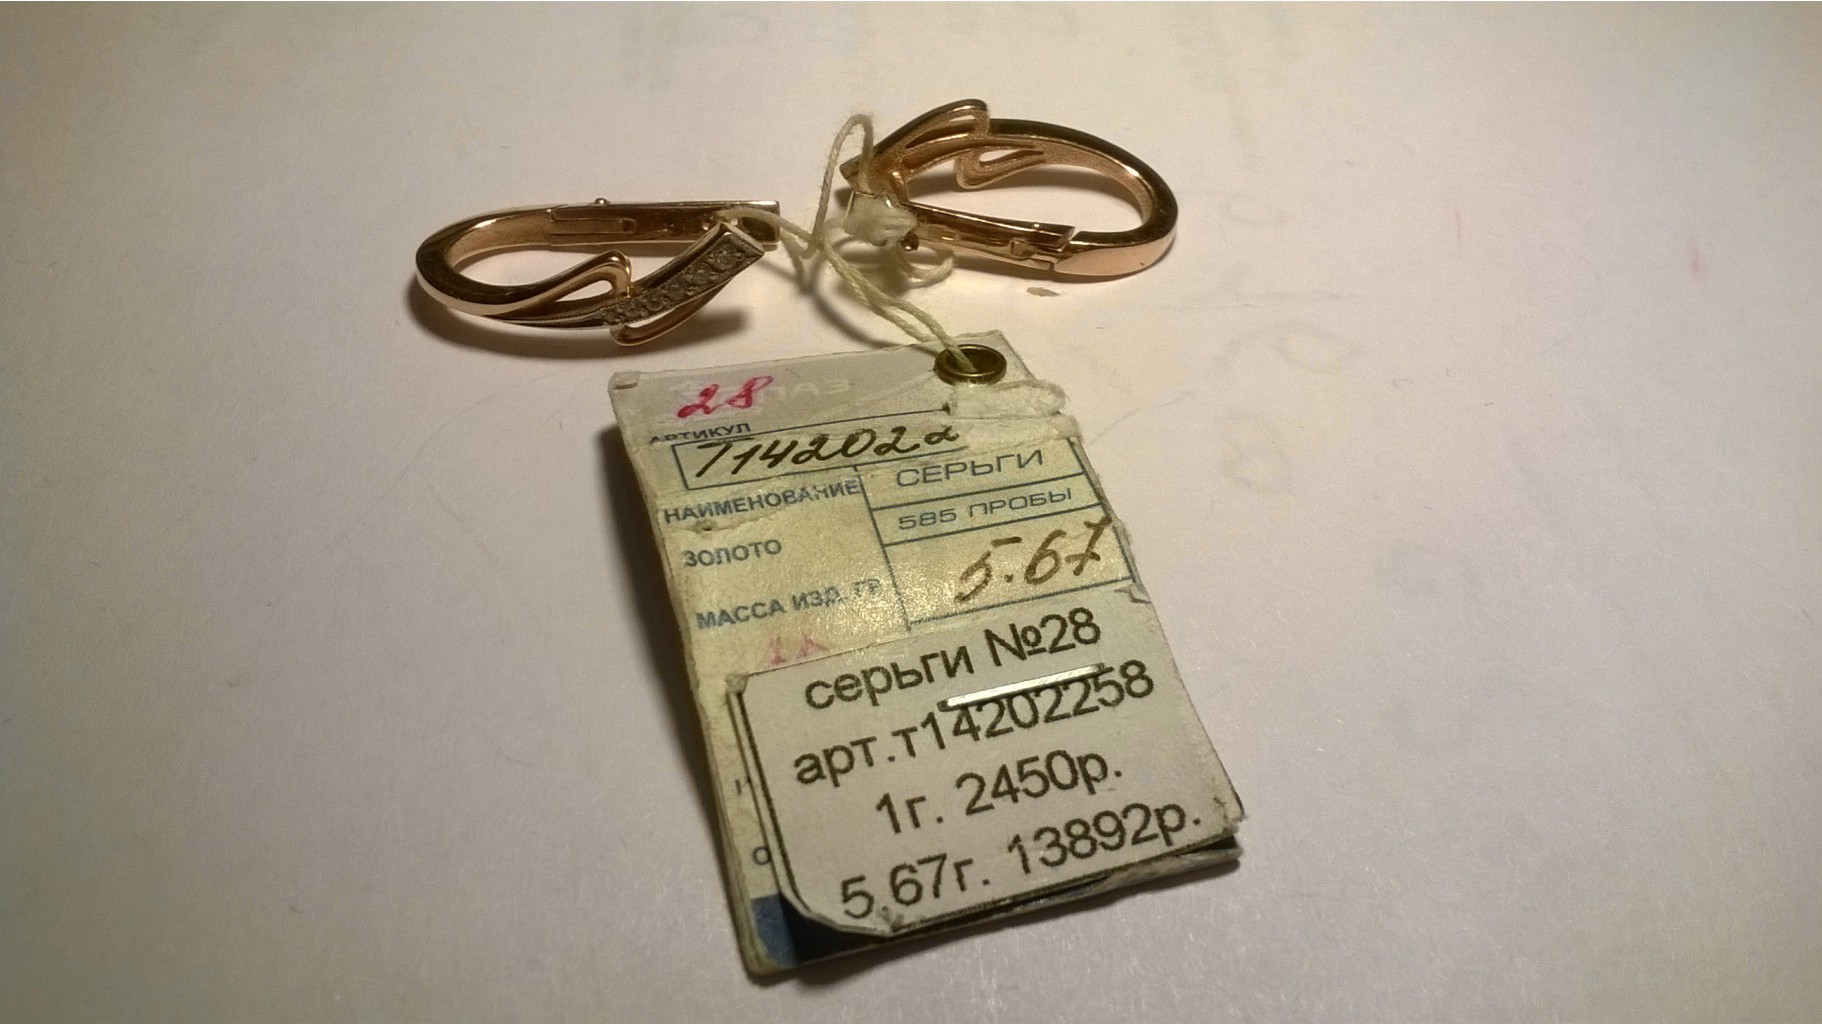 28
АРТИКУЛ
Т142022
НАИМЕНОВАНИЕ СЕРЬГИ
ЗОЛОТО 585 ПРОБЫ
МАССА ИЗД. ГР 5.67
серьги №28
арт.т14202258
1г. 2450р.
5.67г. 13892р.